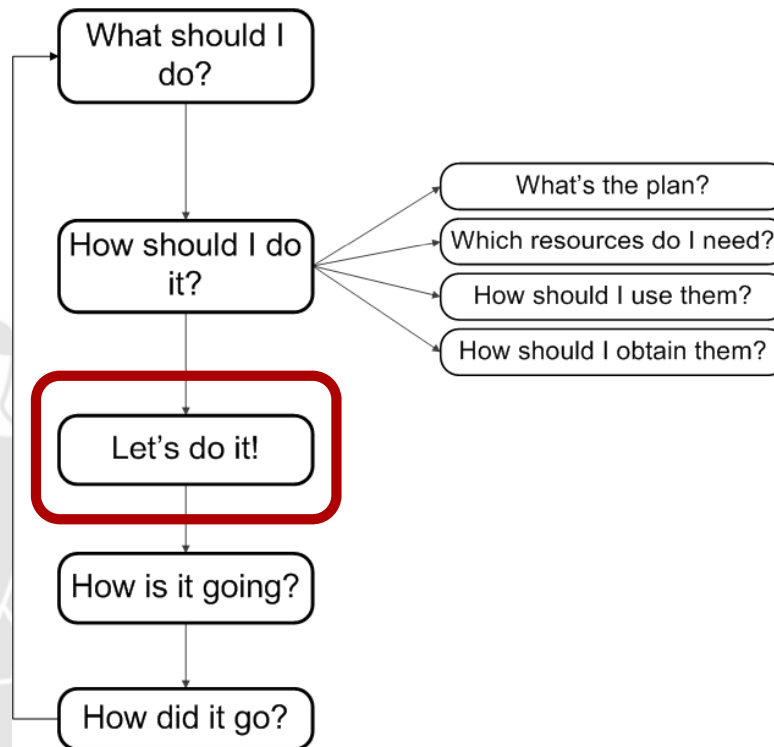 What should I
do?
How should I do
it?
What's the plan?
Which resources do I need?
How should I use them?
How should I obtain them?
Let's do it!
How is it going?
How did it go?